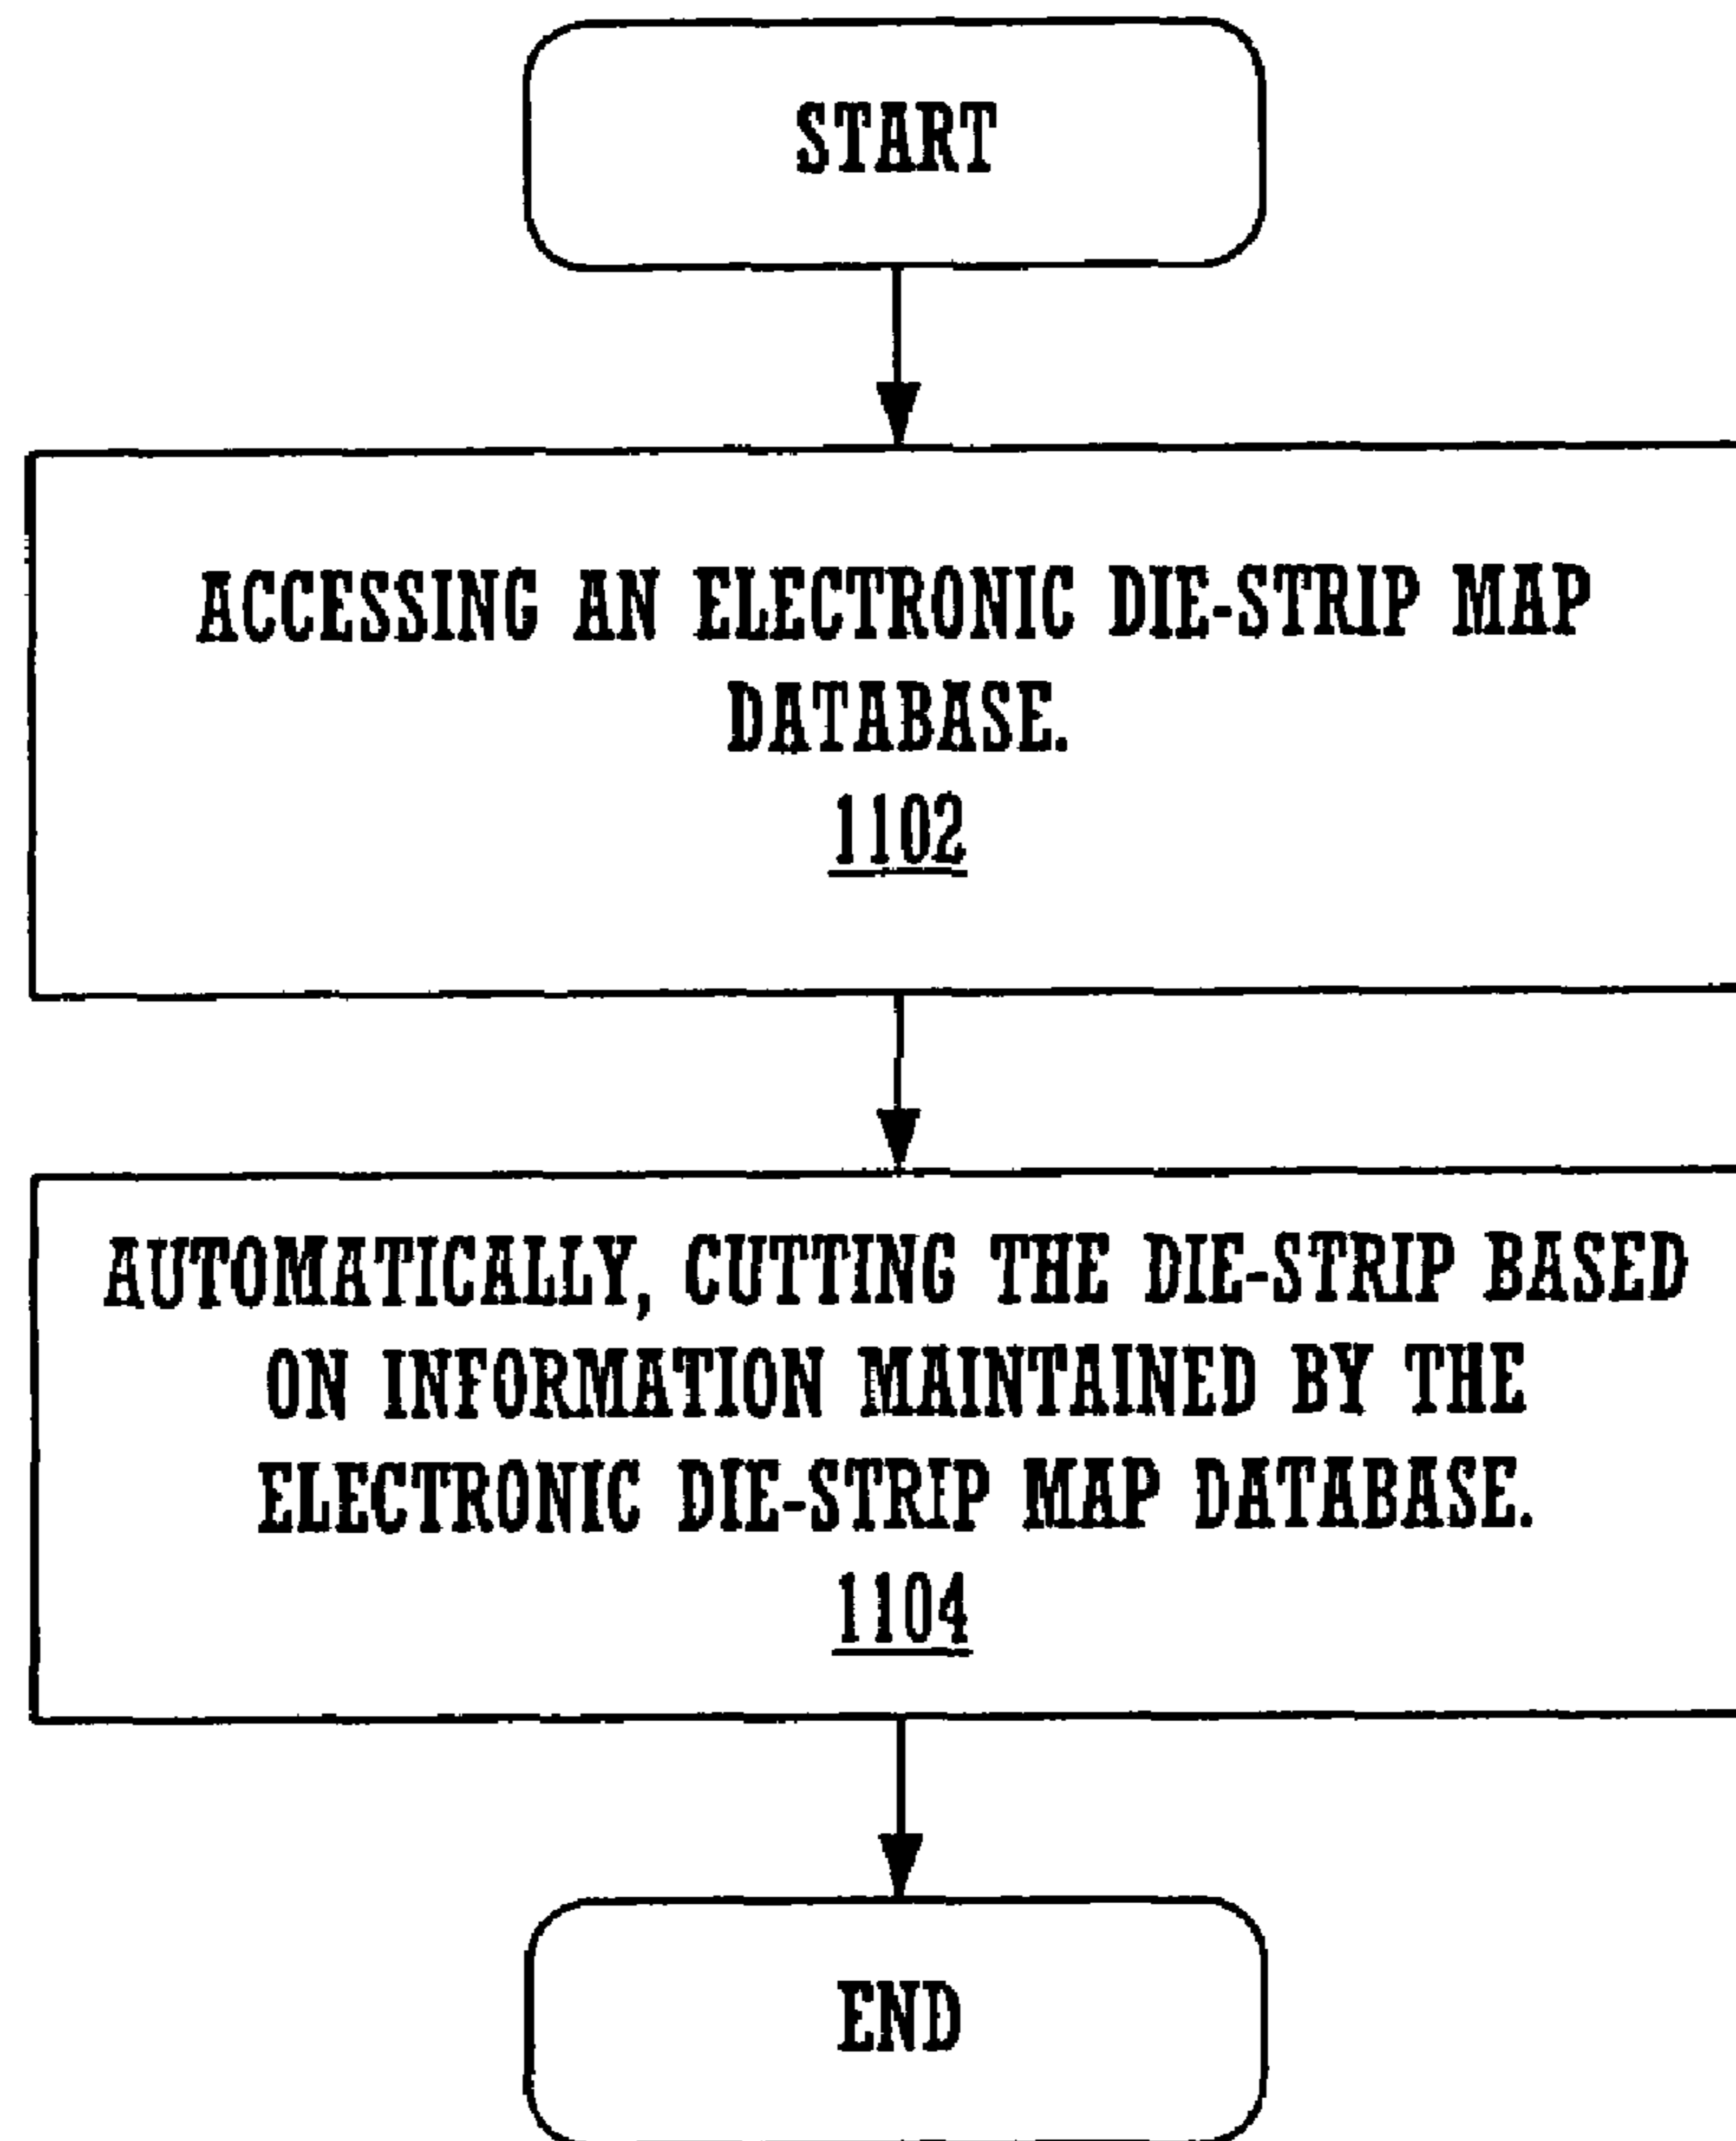 START
ACCESSING AN ELECTRONIC DIE-STRIP MAP
DATABASE.
1102
AUTOMATICALLY, CUTTING THE DIE-STRIP BASED
ON INFORMATION MAINTAINED BY THE
ELECTRONIC DIE-STRIP MAP DATABASE.
1104
END